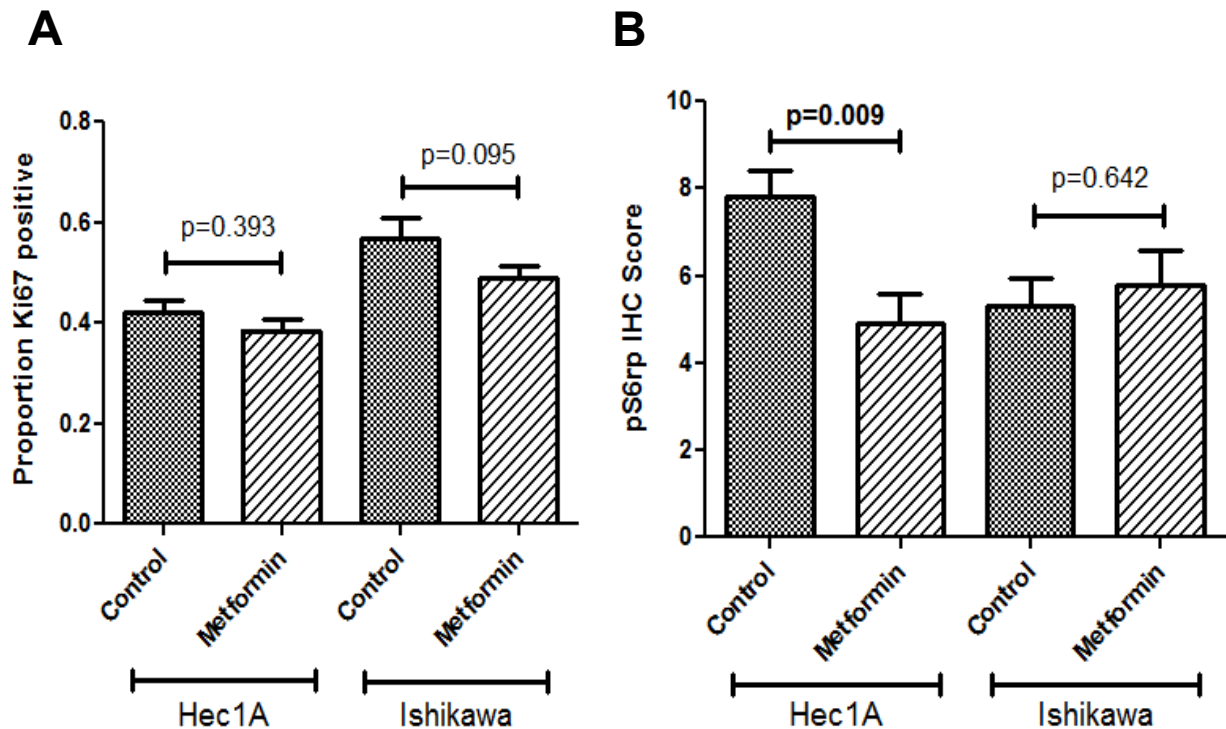 A
Proportion Ki67 positive
0.8
0.6
0.4
0.2
0.0
p=0.393
p=0.095
Control
Metformin
Control
Metformin
Hec1A
Ishikawa
B
pS6rp IHC Score
10
8
6
4
2
0
p=0.009
p=0.642
Control
Metformin
Control
Metformin
Hec1A
Ishikawa